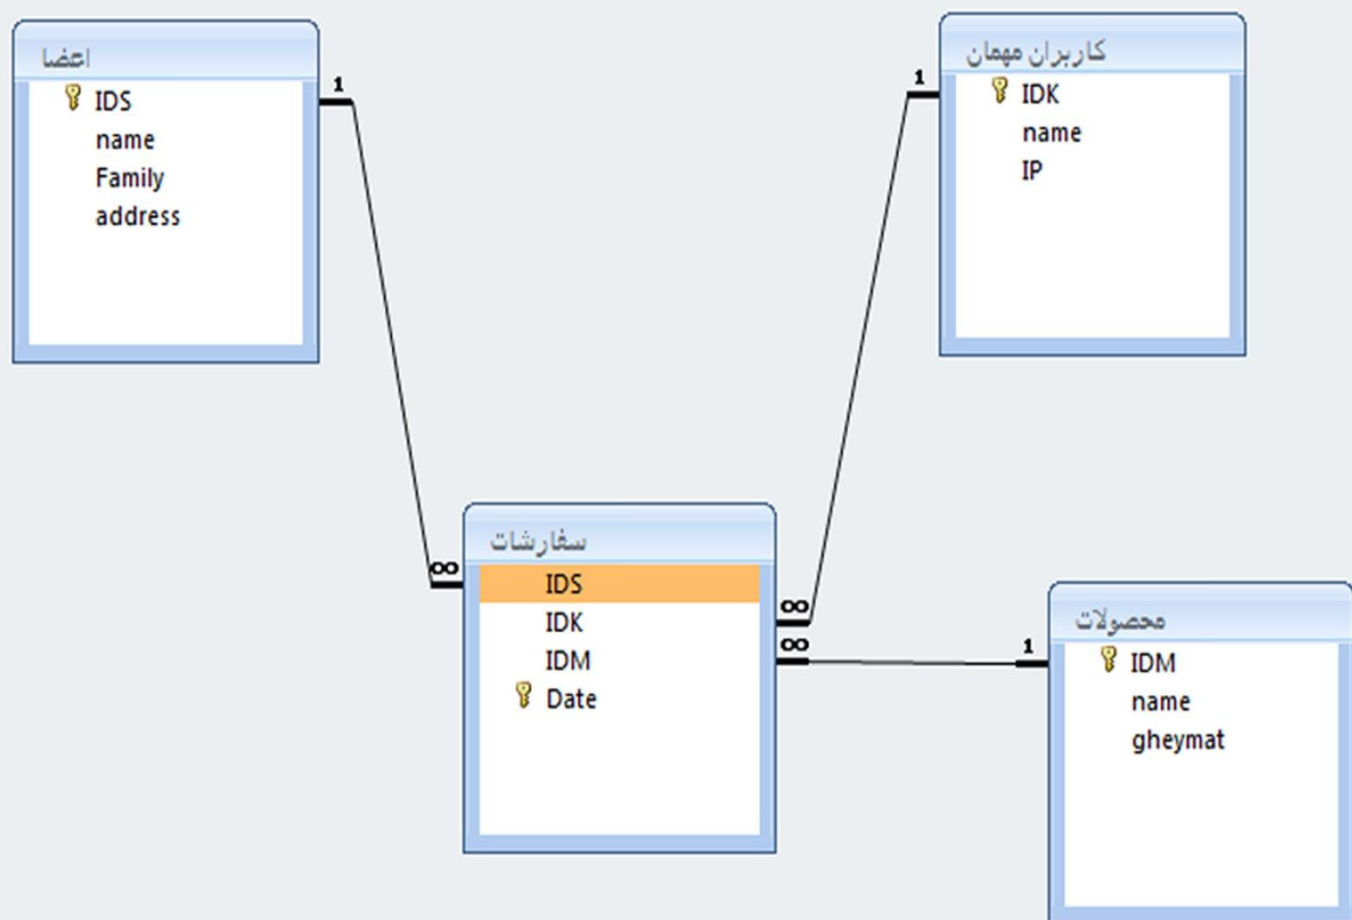 اعضا
1
IDS
name
Family
address
کاربران مهمان
1
IDK
name
IP
سفارشات
∞
IDS
IDK
∞
IDM
∞
Date
محصولات
1
IDM
name
gheymat